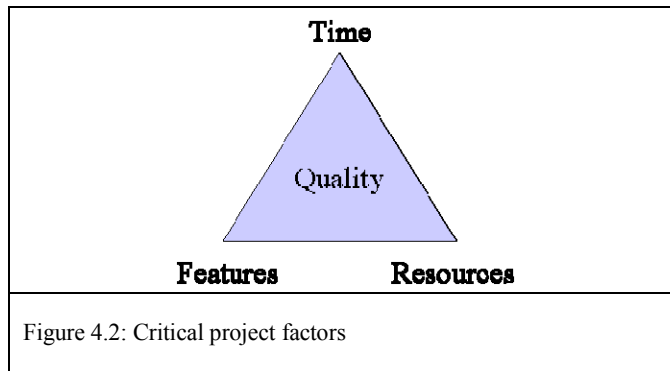 Time
Quality
Features Resources
Figure 4.2: Critical project factors